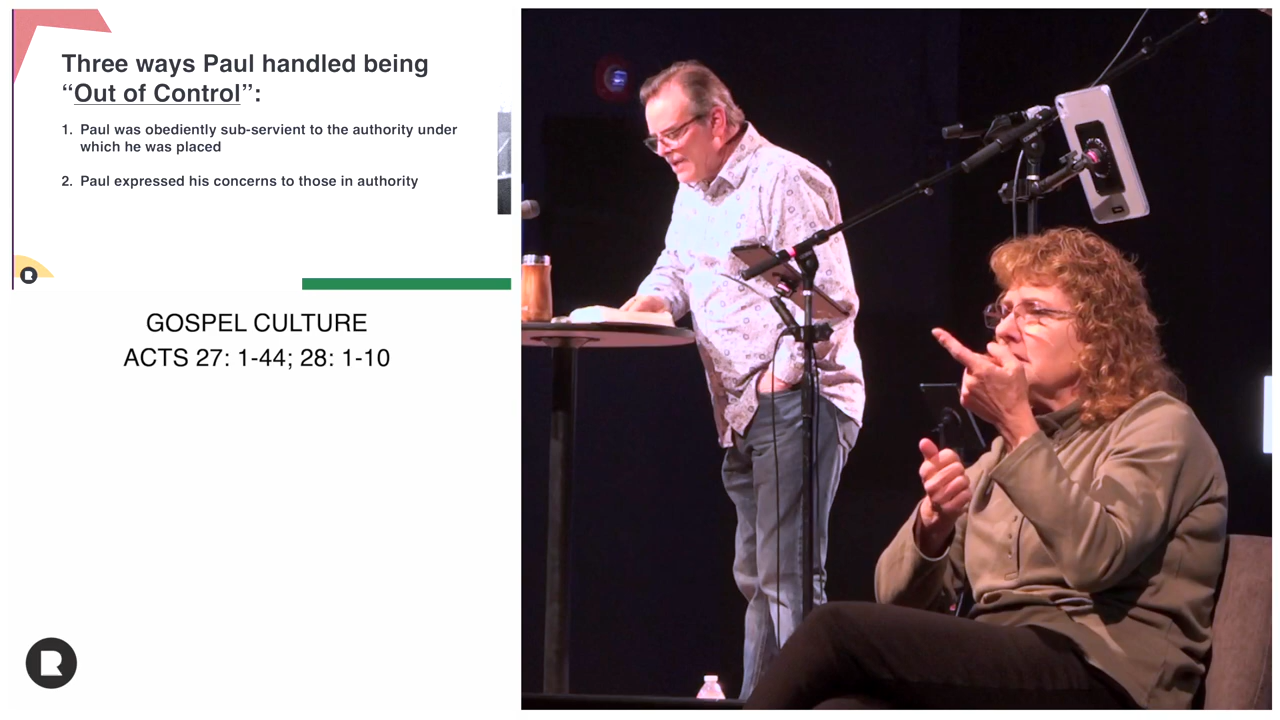 Three ways Paul handled being
“Out of Control”:
1. Paul was obediently sub-servient to the authority under
which he was placed
2. Paul expressed his concerns to those in authority
R
GOSPEL CULTURE
ACTS 27: 1-44; 28: 1-10
R